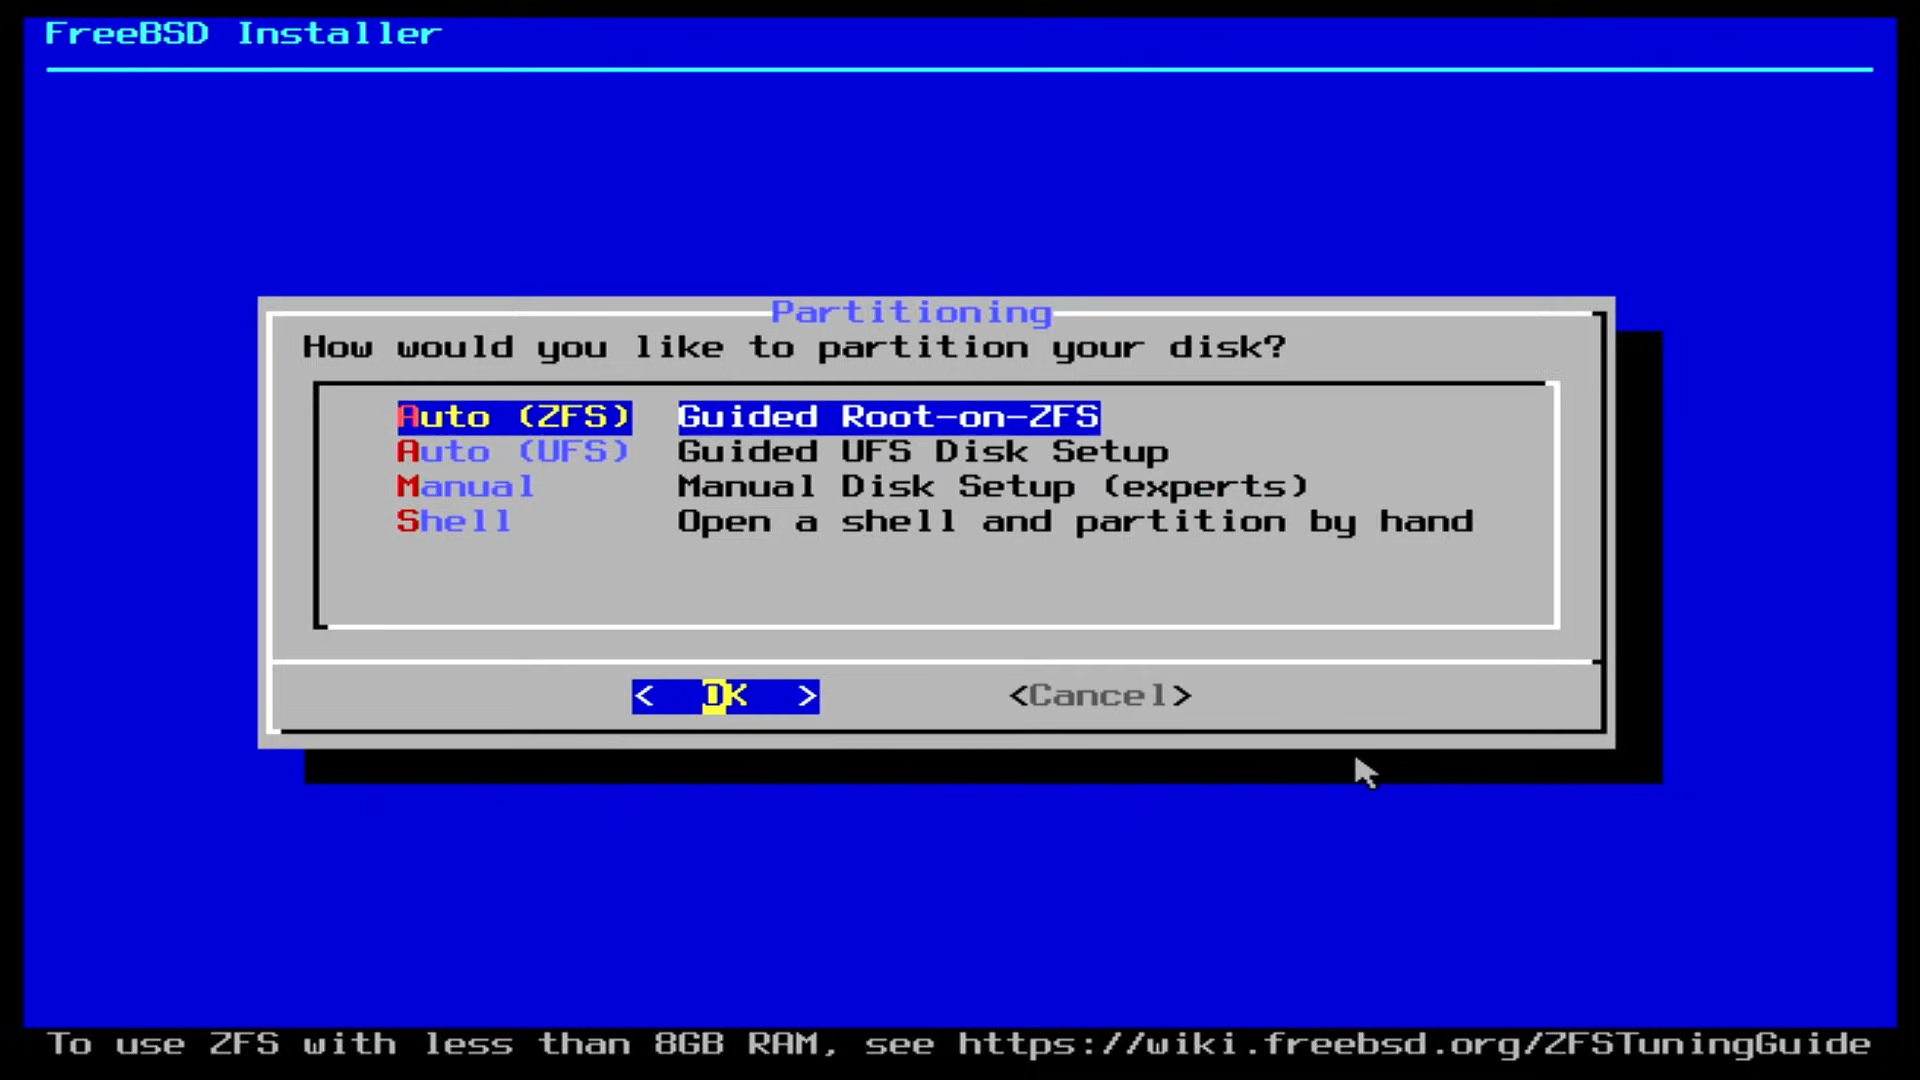 FreeBSD Installer
Partitioning
How would you like to partition your disk?
Auto (ZFS) Guided Root-on-ZFS
Auto (UFS) Guided UFS Disk Setup
Manual Manual Disk Setup (experts)
Shell Open a shell and partition by hand
< OK > <Cancel>
To use ZFS with less than 8GB RAM, see https://wiki.freebsd.org/ZFSTuningGuide